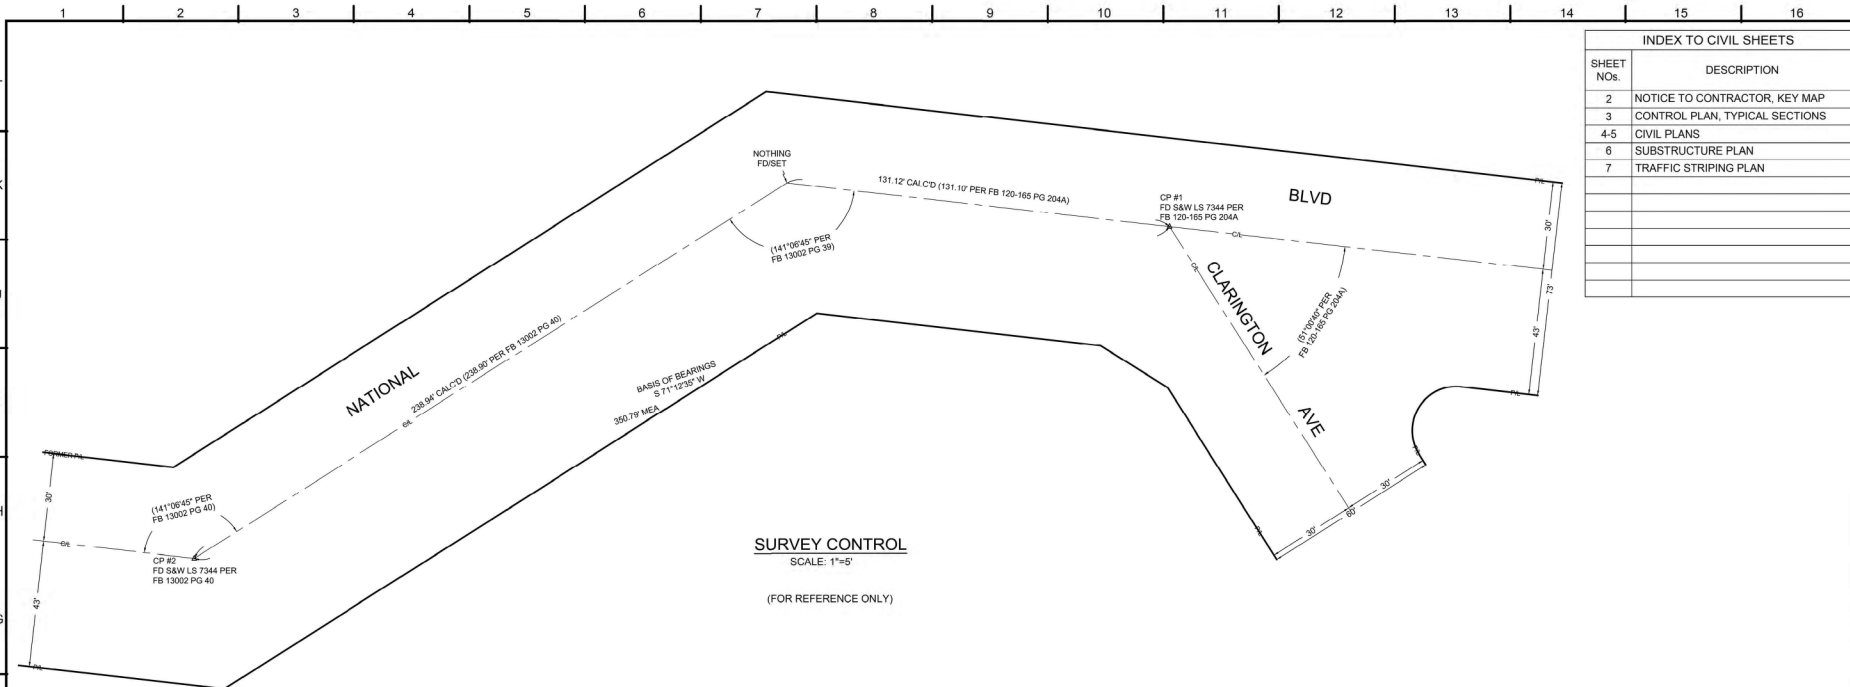 1 2 3 4 5 6 7 8 9 10 11 12 13 14 15 16
INDEX TO CIVIL SHEETS
SHEET NOs. DESCRIPTION
2 NOTICE TO CONTRACTOR, KEY MAP
3 CONTROL PLAN, TYPICAL SECTIONS
4-5 CIVIL PLANS
6 SUBSTRUCTURE PLAN
7 TRAFFIC STRIPING PLAN
NOTHING
FD/SET
131.12' CALC'D (131.10' PER FB 120-165 PG 204A)
P/L
CP #1
FD S&W LS 7344 PER
FB 120-165 PG 204A
BLVD
C/L
30'
73'
43'
(141°06'45" PER
FB 13002 PG 39)
C/L
CLARINGTON
AVE
(51°00'40" PER
FB 120-165 PG 204A)
NATIONAL
238.94' CALC'D (238.90' PER FB 13002 PG 40)
C/L
P/L
BASIS OF BEARINGS
S 71°12'35" W
350.79' MEA
P/L
P/L
30'
60'
30'
P/L
FORMER P/L
30'
(141°06'45" PER
FB 13002 PG 40)
C/L
CP #2
FD S&W LS 7344 PER
FB 13002 PG 40
43'
P/L
SURVEY CONTROL
SCALE: 1"=5'
(FOR REFERENCE ONLY)
K
J
H
G